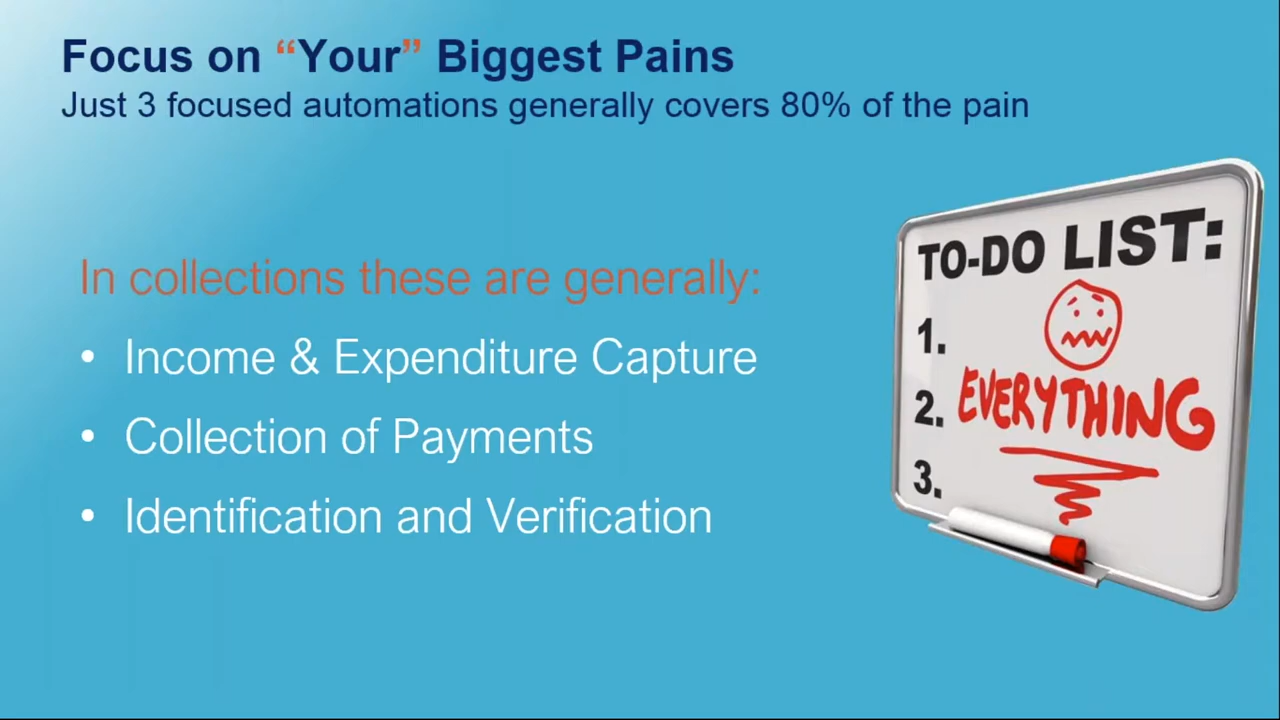 Focus on “Your” Biggest Pains
Just 3 focused automations generally covers 80% of the pain
In collections these are generally:
• Income & Expenditure Capture
• Collection of Payments
• Identification and Verification
TO-DO LIST:
1.
2. EVERYTHING
3.